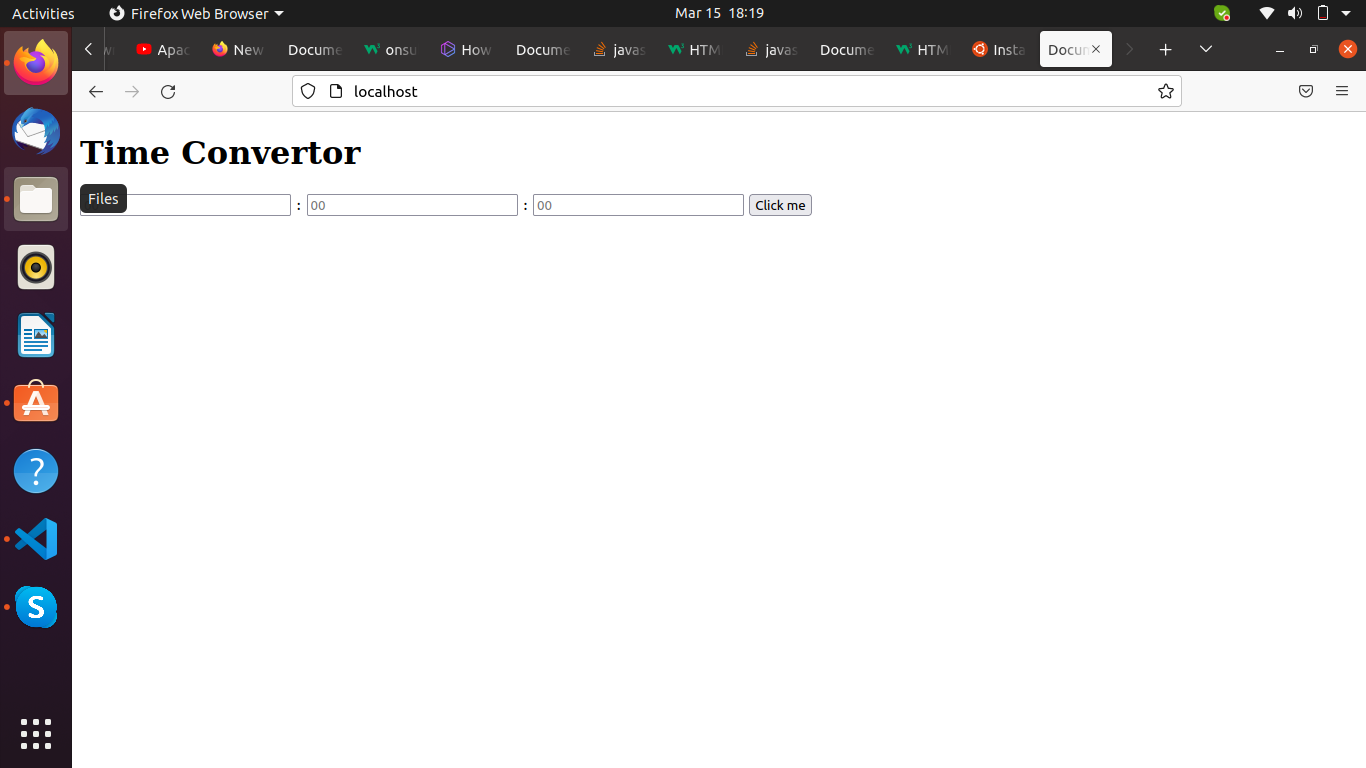 Activities Firefox Web Browser Mar 15 18:19
Apac New Docume onsu How Docume javas HTM javas Docume HTM Insta Docum
localhost
Time Convertor
Files : 00 : 00 Click me